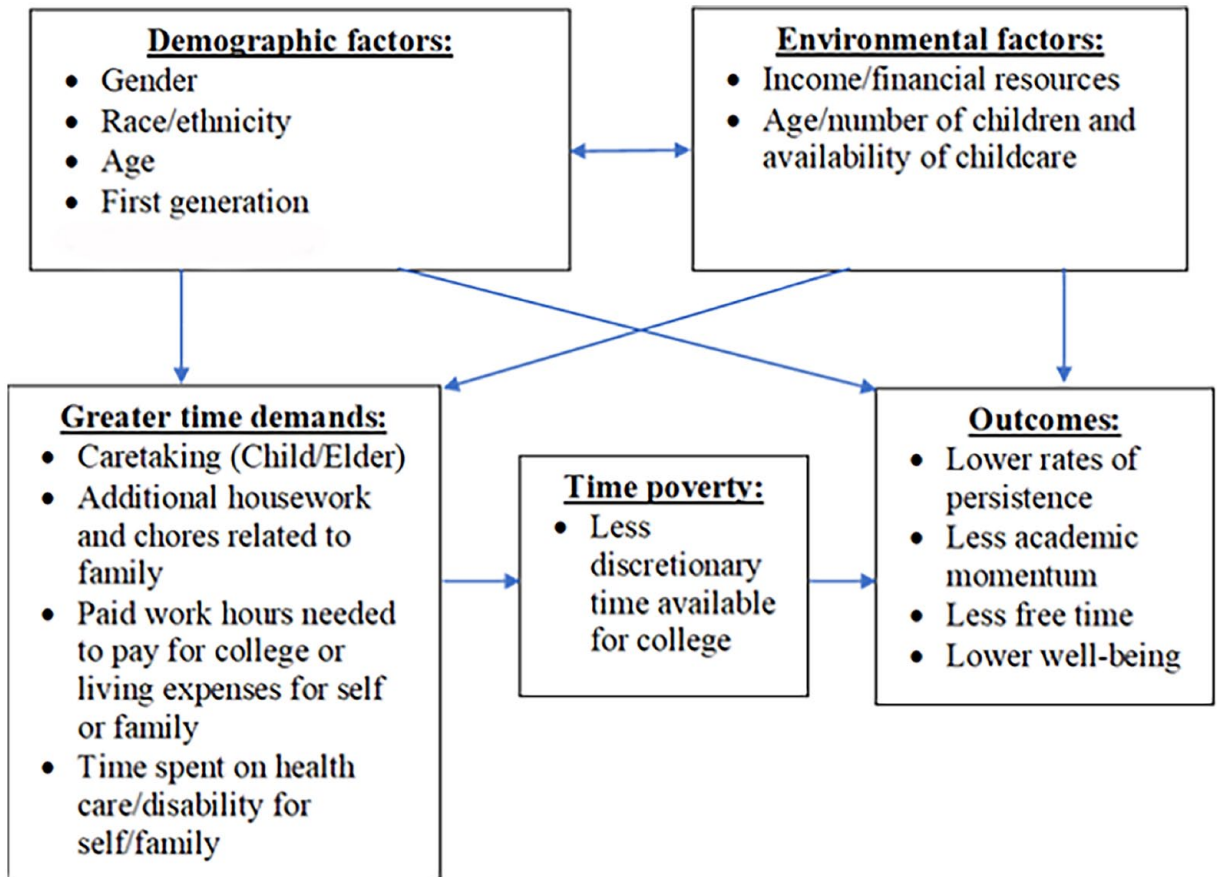 Demographic factors:
• Gender
• Race/ethnicity
• Age
• First generation
Environmental factors:
• Income/financial resources
• Age/number of children and
availability of childcare
Greater time demands:
• Caretaking (Child/Elder)
• Additional housework
and chores related to
family
• Paid work hours needed
to pay for college or
living expenses for self
or family
• Time spent on health
care/disability for
self/family
Time poverty:
• Less
discretionary
time available
for college
Outcomes:
• Lower rates of
persistence
• Less academic
momentum
• Less free time
• Lower well-being